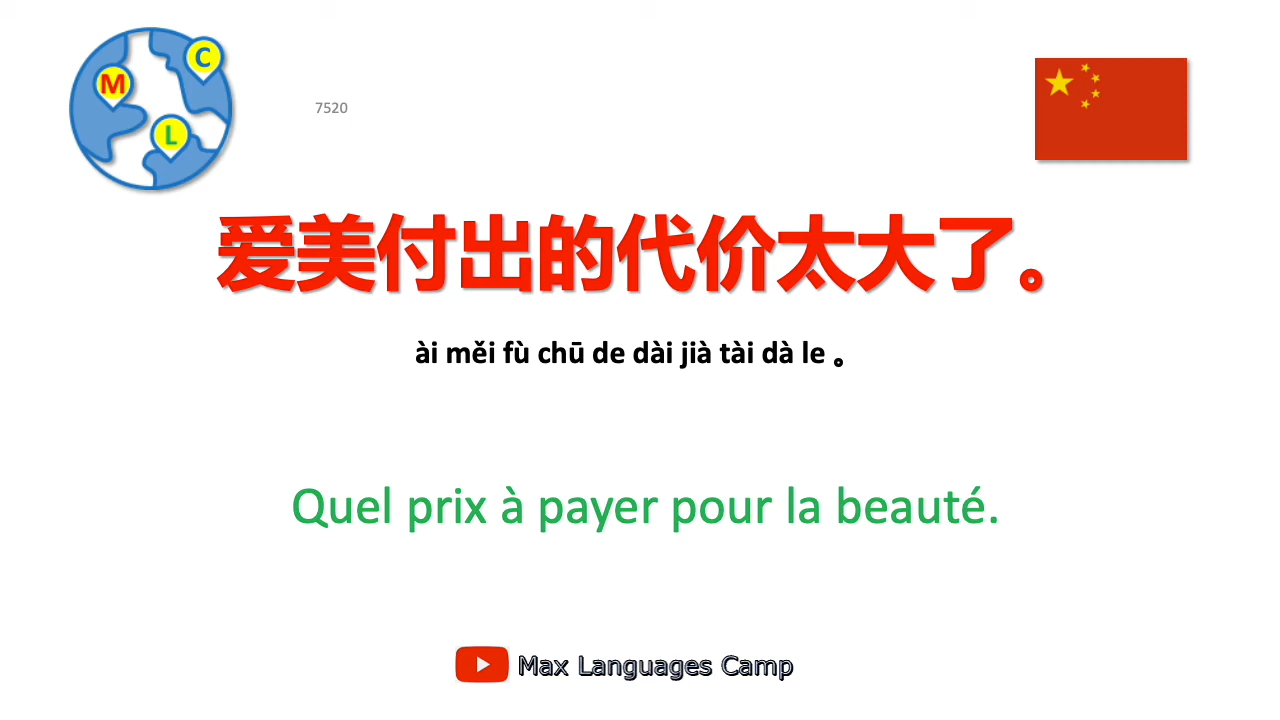 C
M
L
7520
爱美付出的代价太大了。
ài měi fù chū de dài jià tài dà le 。
Quel prix à payer pour la beauté.
Max Languages Camp